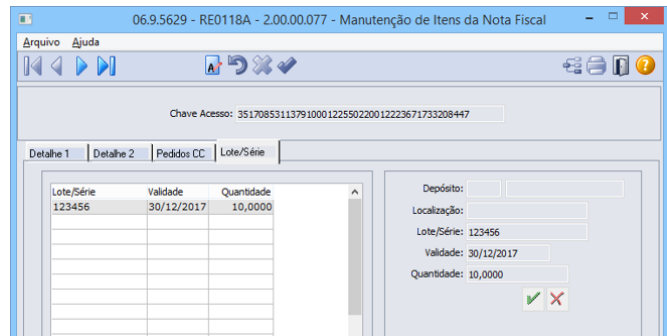 06.9.5629 - RE0118A - 2.00.00.077 - Manutenção de Itens da Nota Fiscal
Arquivo Ajuda
Chave Acesso: 35170853113791000122550220012223671733208447
Detalhe 1 Detalhe 2 Pedidos CC Lote/Série
Lote/Série Validade Quantidade
123456 30/12/2017 10,0000
Depósito:
Localização:
Lote/Série: 123456
Validade: 30/12/2017
Quantidade: 10,0000